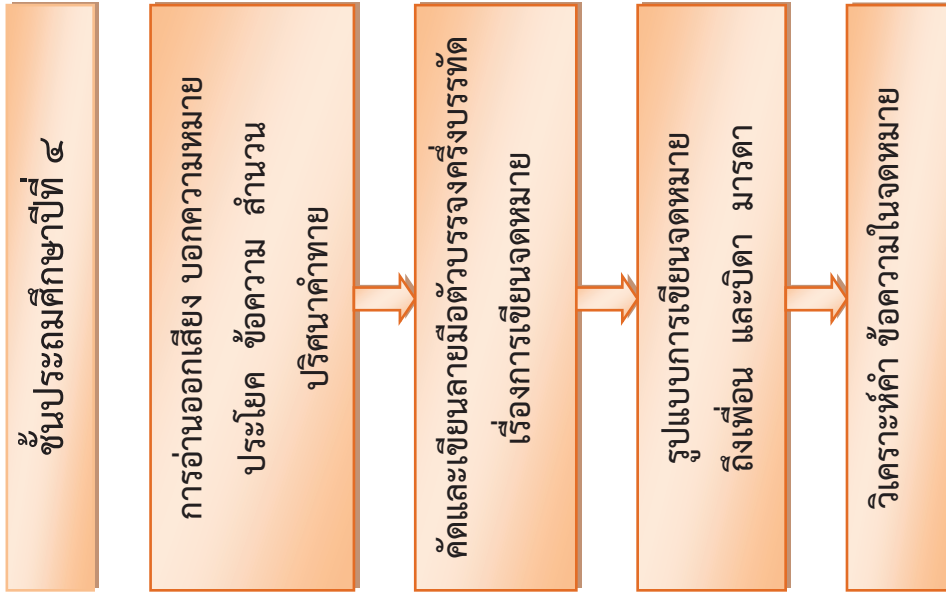 ชั้นประถมศึกษาปีที่ ๔
การอ่านออกเสียง บอกความหมาย
ประโยค ข้อความ สำนวน
ปริศนาคำทาย
คัดและเขียนลายมือตัวบรรจงครึ่งบรรทัด
เรื่องการเขียนจดหมาย
รูปแบบการเขียนจดหมาย
ถึงเพื่อน และบิดา มารดา
วิเคราะห์คำ ข้อความในจดหมาย